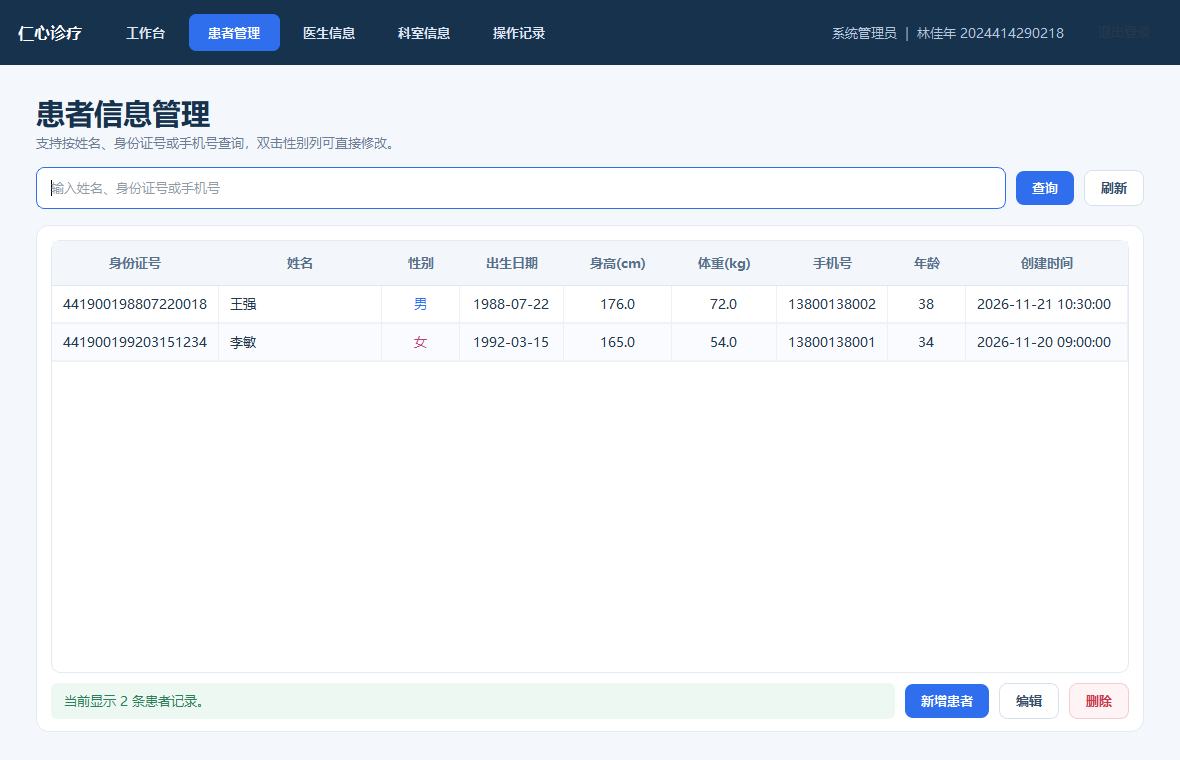 仁心诊疗 工作台 患者管理 医生信息 科室信息 操作记录 系统管理员 | 林佳年 2024414290218 退出登录
患者信息管理
支持按姓名、身份证号或手机号查询，双击性别列可直接修改。
输入姓名、身份证号或手机号 查询 刷新
身份证号 姓名 性别 出生日期 身高(cm) 体重(kg) 手机号 年龄 创建时间
441900198807220018 王强 男 1988-07-22 176.0 72.0 13800138002 38 2026-11-21 10:30:00
441900199203151234 李敏 女 1992-03-15 165.0 54.0 13800138001 34 2026-11-20 09:00:00
当前显示 2 条患者记录。 新增患者 编辑 删除